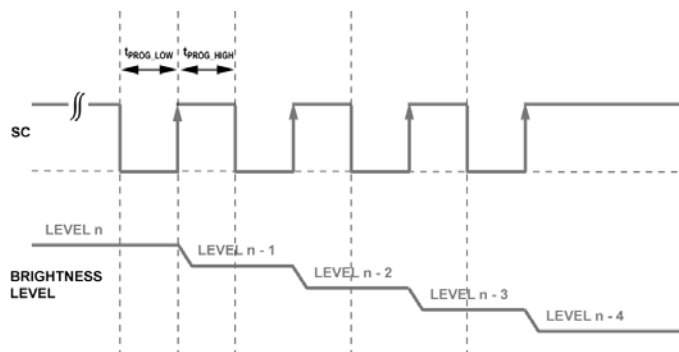 tPROG_LOW tPROG_HIGH
SC
LEVEL n
LEVEL n - 1
BRIGHTNESS
LEVEL
LEVEL n - 2
LEVEL n - 3
LEVEL n - 4